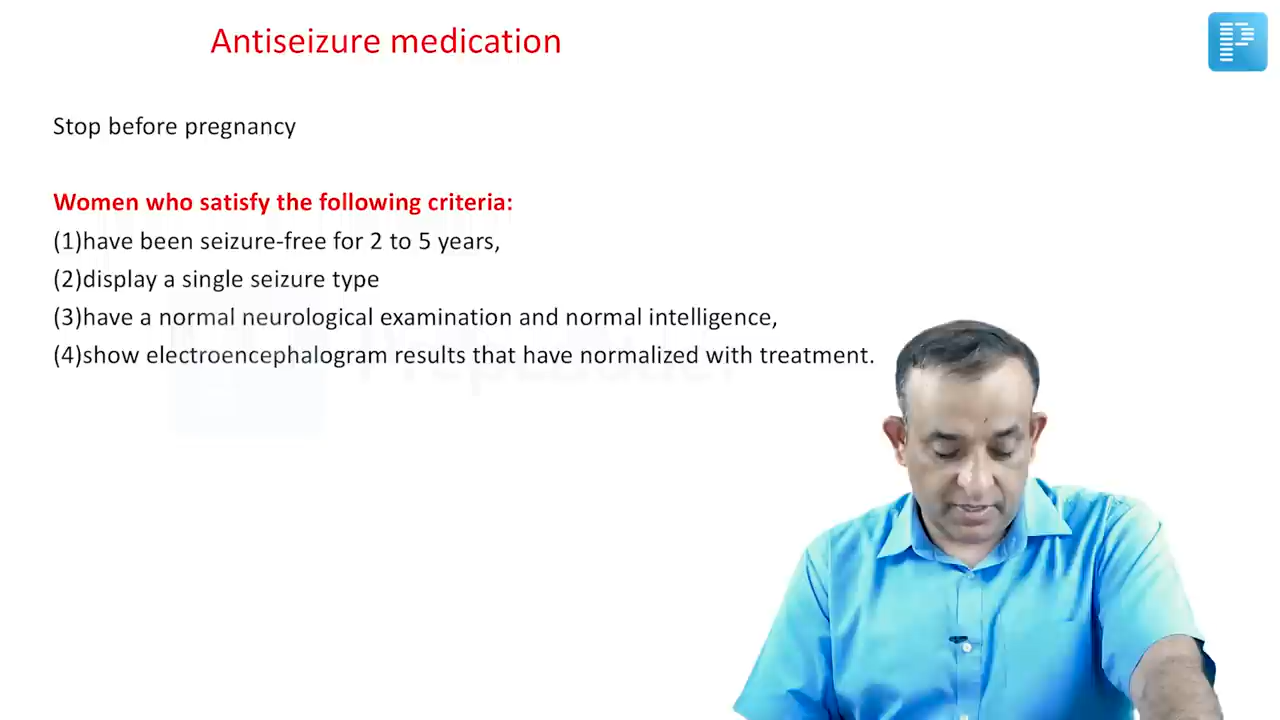 Antiseizure medication
Stop before pregnancy
Women who satisfy the following criteria:
(1)have been seizure-free for 2 to 5 years,
(2)display a single seizure type
(3)have a normal neurological examination and normal intelligence,
(4)show electroencephalogram results that have normalized with treatment.